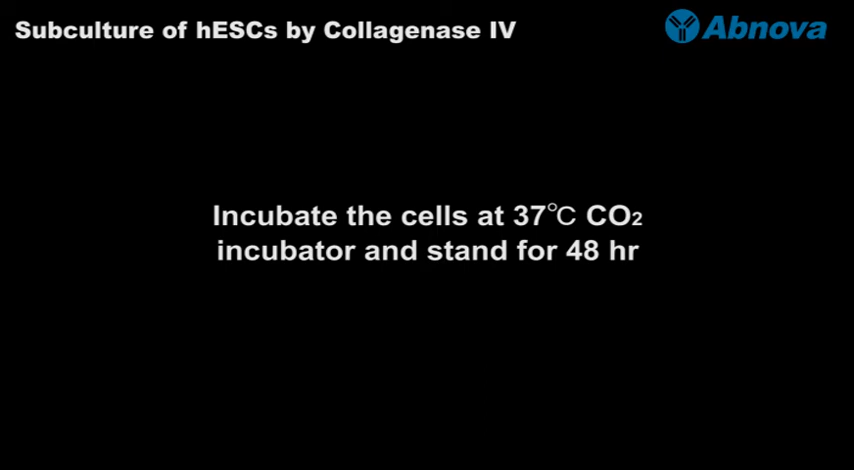 Subculture of hESCs by Collagenase IV
Abnova
Incubate the cells at 37℃ CO₂
incubator and stand for 48 hr